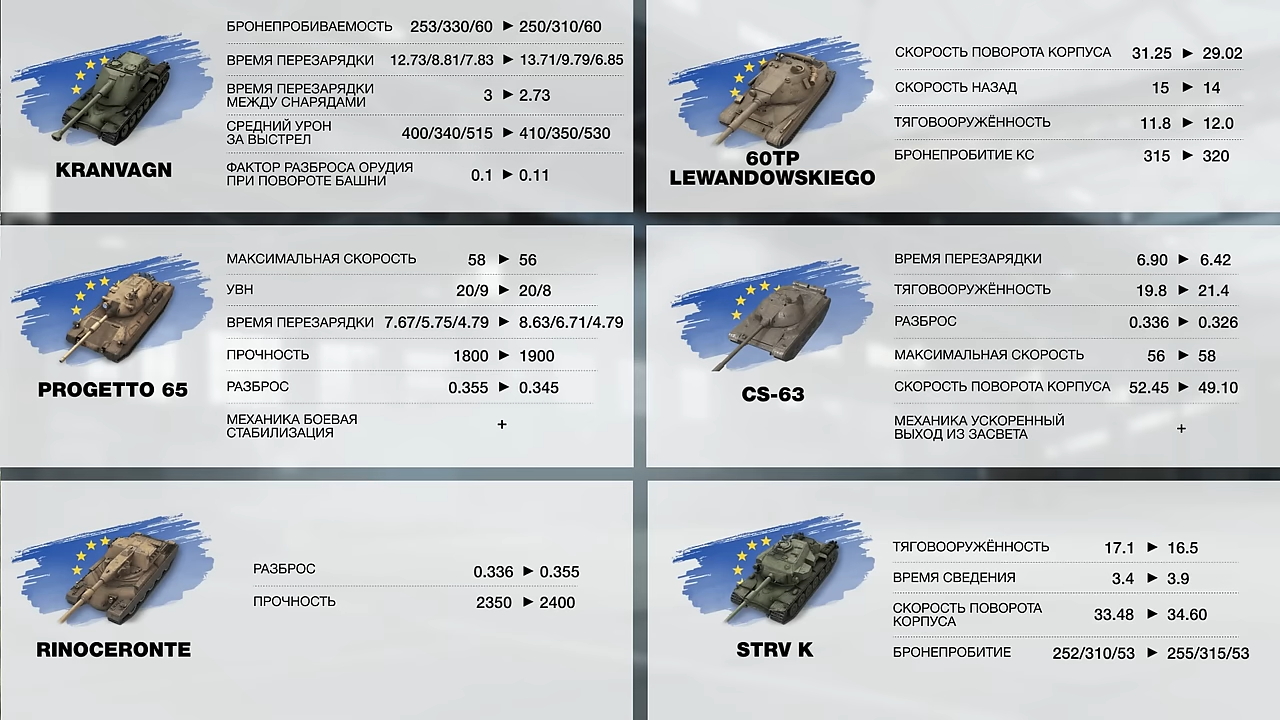 БРОНЕПРОБИВАЕМОСТЬ 253/330/60 ► 250/310/60
ВРЕМЯ ПЕРЕЗАРЯДКИ 12.73/8.81/7.83 ► 13.71/9.79/6.85
ВРЕМЯ ПЕРЕЗАРЯДКИ
МЕЖДУ СНАРЯДАМИ 3 ► 2.73
СРЕДНИЙ УРОН
ЗА ВЫСТРЕЛ 400/340/515 ► 410/350/530
ФАКТОР РАЗБРОСА ОРУДИЯ
ПРИ ПОВОРОТЕ БАШНИ 0.1 ► 0.11
KRANVAGN
СКОРОСТЬ ПОВОРОТА КОРПУСА 31.25 ► 29.02
СКОРОСТЬ НАЗАД 15 ► 14
ТЯГОВООРУЖЁННОСТЬ 11.8 ► 12.0
БРОНЕПРОБИТИЕ КС 315 ► 320
60TP
LEWANDOWSKIEGO
МАКСИМАЛЬНАЯ СКОРОСТЬ 58 ► 56
УВН 20/9 ► 20/8
ВРЕМЯ ПЕРЕЗАРЯДКИ 7.67/5.75/4.79 ► 8.63/6.71/4.79
ПРОЧНОСТЬ 1800 ► 1900
РАЗБРОС 0.355 ► 0.345
МЕХАНИКА БОЕВАЯ
СТАБИЛИЗАЦИЯ +
PROGETTO 65
ВРЕМЯ ПЕРЕЗАРЯДКИ 6.90 ► 6.42
ТЯГОВООРУЖЁННОСТЬ 19.8 ► 21.4
РАЗБРОС 0.336 ► 0.326
МАКСИМАЛЬНАЯ СКОРОСТЬ 56 ► 58
СКОРОСТЬ ПОВОРОТА КОРПУСА 52.45 ► 49.10
МЕХАНИКА УСКОРЕННЫЙ
ВЫХОД ИЗ ЗАСВЕТА +
CS-63
РАЗБРОС 0.336 ► 0.355
ПРОЧНОСТЬ 2350 ► 2400
RINOCERONTE
ТЯГОВООРУЖЁННОСТЬ 17.1 ► 16.5
ВРЕМЯ СВЕДЕНИЯ 3.4 ► 3.9
СКОРОСТЬ ПОВОРОТА
КОРПУСА 33.48 ► 34.60
БРОНЕПРОБИТИЕ 252/310/53 ► 255/315/53
STRV K